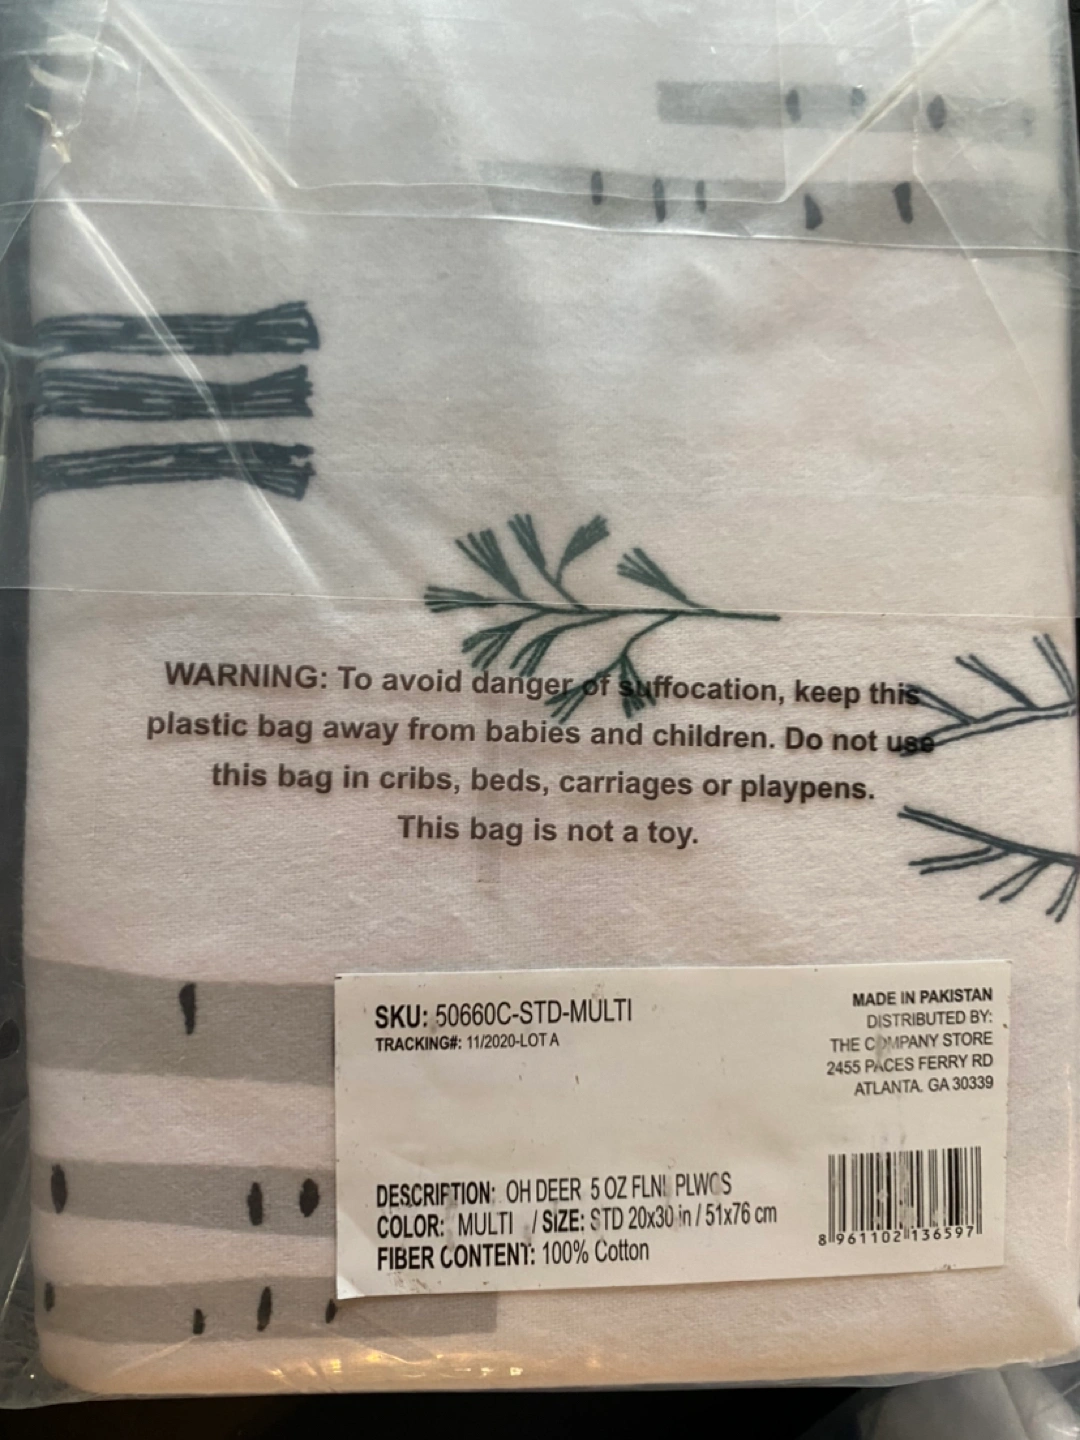 WARNING: To avoid danger of suffocation, keep this
plastic bag away from babies and children. Do not use
this bag in cribs, beds, carriages or playpens.
This bag is not a toy.
SKU: 50660C-STD-MULTI
TRACKING#: 11/2020-LOT A
MADE IN PAKISTAN
DISTRIBUTED BY:
THE COMPANY STORE
2455 PACES FERRY RD
ATLANTA. GA 30339
DESCRIPTION: OH DEER 5 OZ FLNL PLWCS
COLOR: MULTI / SIZE: STD 20x30 in / 51x76 cm
FIBER CONTENT: 100% Cotton
8 961102 136597